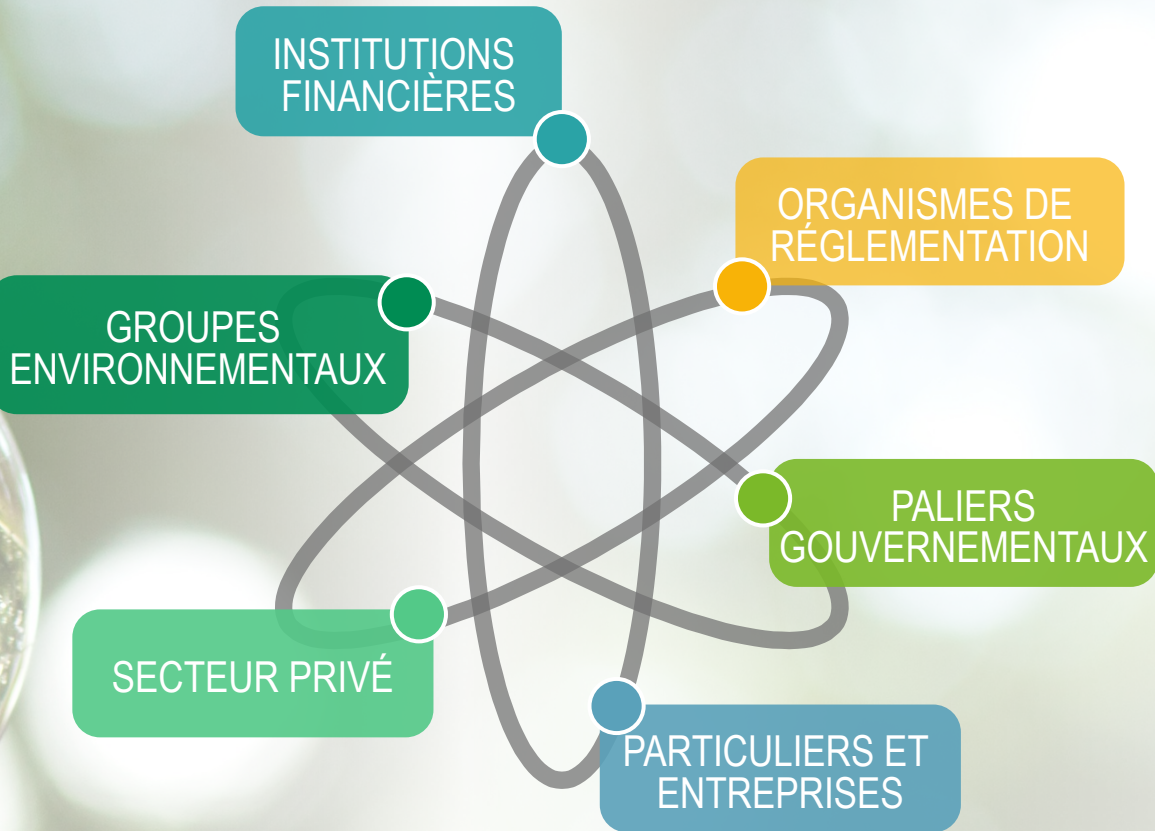 INSTITUTIONS
FINANCIÈRES
ORGANISMES DE
RÉGLEMENTATION
GROUPES
ENVIRONNEMENTAUX
PALIERS
GOUVERNEMENTAUX
SECTEUR PRIVÉ
PARTICULIERS ET
ENTREPRISES